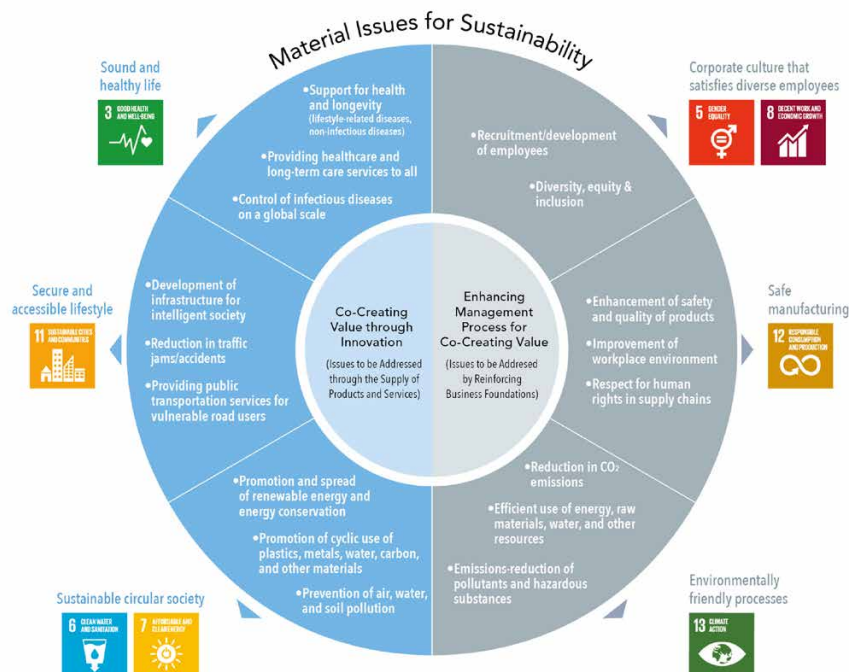 Material Issues for Sustainability
Sound and
healthy life
3 GOOD HEALTH
AND WELL-BEING
•Support for health
and longevity
(lifestyle-related diseases,
non-infectious diseases)
•Providing healthcare and
long-term care services to all
•Control of infectious diseases
on a global scale
Corporate culture that
satisfies diverse employees
5 GENDER
EQUALITY
8 DECENT WORK AND
ECONOMIC GROWTH
•Recruitment/development
of employees
•Diversity, equity &
inclusion
Secure and
accessible lifestyle
11 SUSTAINABLE CITIES
AND COMMUNITIES
•Development of
infrastructure for
intelligent society
•Reduction in traffic
jams/accidents
•Providing public
transportation services for
vulnerable road users
Co-Creating
Value through
Innovation
(Issues to be Addressed
through the Supply of
Products and Services)
Enhancing
Management
Process for
Co-Creating Value
(Issues to be Addresed
by Reinforcing
Business Foundations)
•Enhancement of safety
and quality of products
•Improvement of
workplace environment
•Respect for human
rights in supply chains
Safe
manufacturing
12 RESPONSIBLE
CONSUMPTION
AND PRODUCTION
•Promotion and spread
of renewable energy and
energy conservation
•Promotion of cyclic use of
plastics, metals, water, carbon,
and other materials
•Prevention of air, water,
and soil pollution
Sustainable circular society
6 CLEAN WATER
AND SANITATION
7 AFFORDABLE AND
CLEAN ENERGY
•Reduction in CO₂
emissions
•Efficient use of energy, raw
materials, water, and other
resources
•Emissions-reduction of
pollutants and hazardous
substances
Environmentally
friendly processes
13 CLIMATE
ACTION